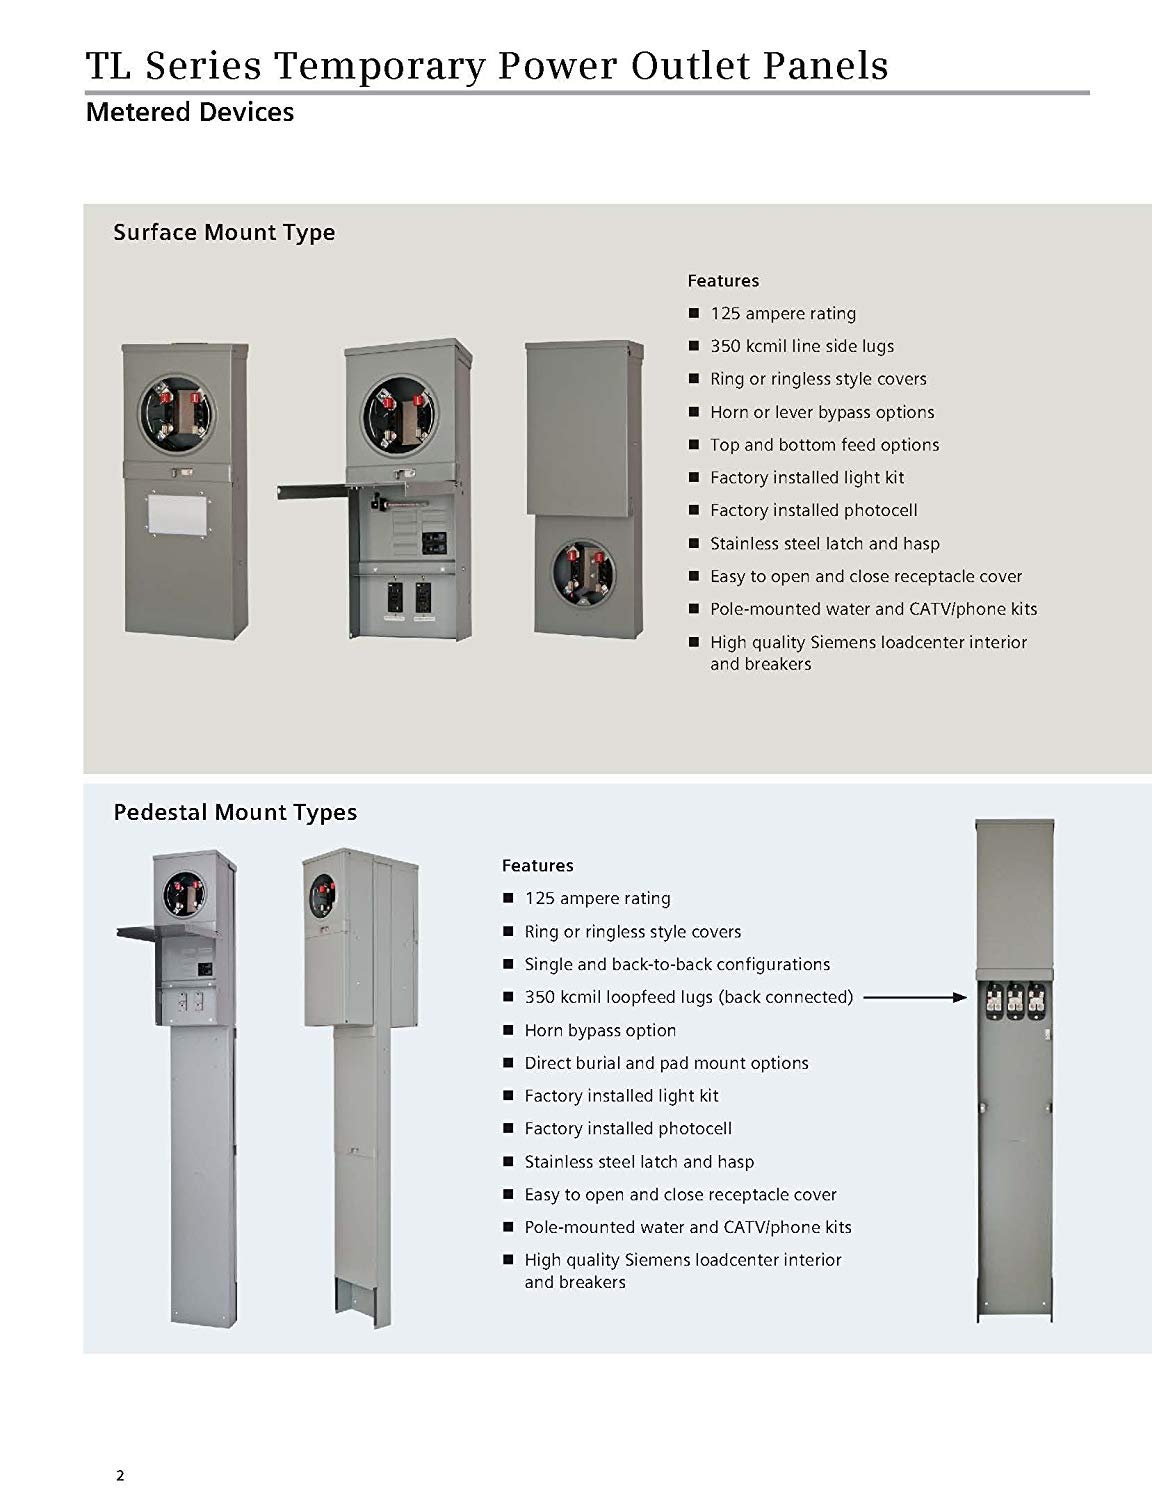 TL Series Temporary Power Outlet Panels
Metered Devices
Surface Mount Type
Features
■ 125 ampere rating
■ 350 kcmil line side lugs
■ Ring or ringless style covers
■ Horn or lever bypass options
■ Top and bottom feed options
■ Factory installed light kit
■ Factory installed photocell
■ Stainless steel latch and hasp
■ Easy to open and close receptacle cover
■ Pole-mounted water and CATV/phone kits
■ High quality Siemens loadcenter interior
and breakers
Pedestal Mount Types
Features
■ 125 ampere rating
■ Ring or ringless style covers
■ Single and back-to-back configurations
■ 350 kcmil loopfeed lugs (back connected)
■ Horn bypass option
■ Direct burial and pad mount options
■ Factory installed light kit
■ Factory installed photocell
■ Stainless steel latch and hasp
■ Easy to open and close receptacle cover
■ Pole-mounted water and CATV/phone kits
■ High quality Siemens loadcenter interior
and breakers
2